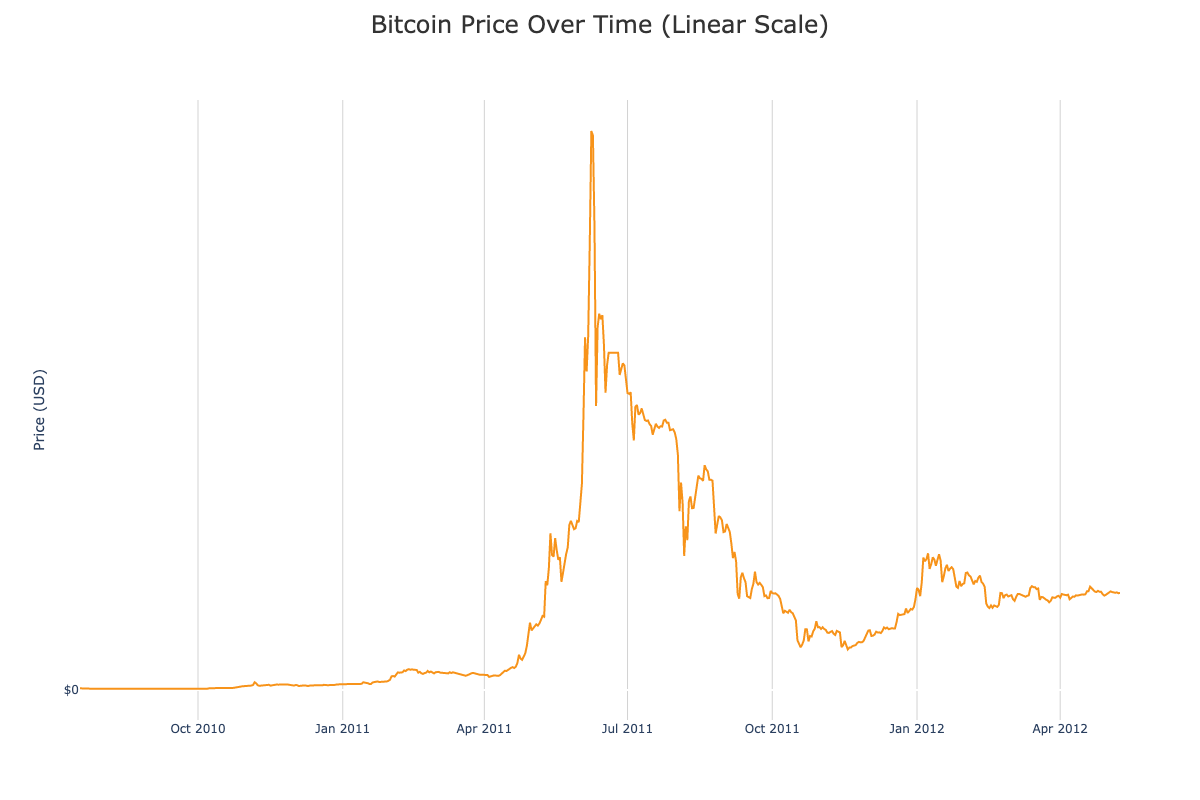 Bitcoin Price Over Time (Linear Scale)
Price (USD)
$0
Oct 2010
Jan 2011
Apr 2011
Jul 2011
Oct 2011
Jan 2012
Apr 2012